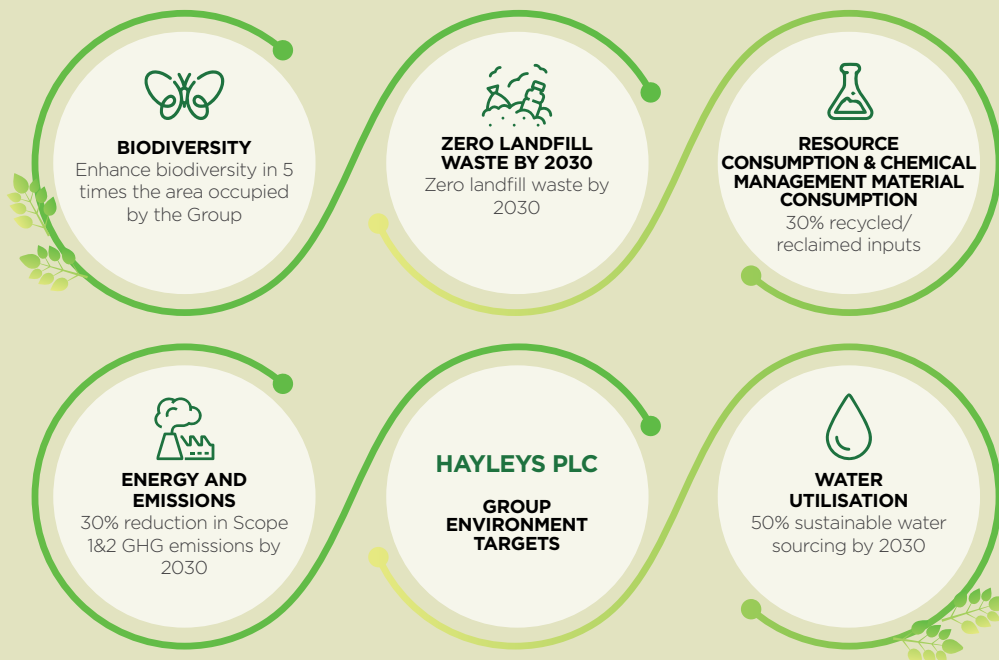 BIODIVERSITY
Enhance biodiversity in 5
times the area occupied
by the Group
ZERO LANDFILL
WASTE BY 2030
Zero landfill waste by
2030
RESOURCE
CONSUMPTION & CHEMICAL
MANAGEMENT MATERIAL
CONSUMPTION
30% recycled/
reclaimed inputs
ENERGY AND
EMISSIONS
30% reduction in Scope
1&2 GHG emissions by
2030
HAYLEYS PLC
GROUP
ENVIRONMENT
TARGETS
WATER
UTILISATION
50% sustainable water
sourcing by 2030